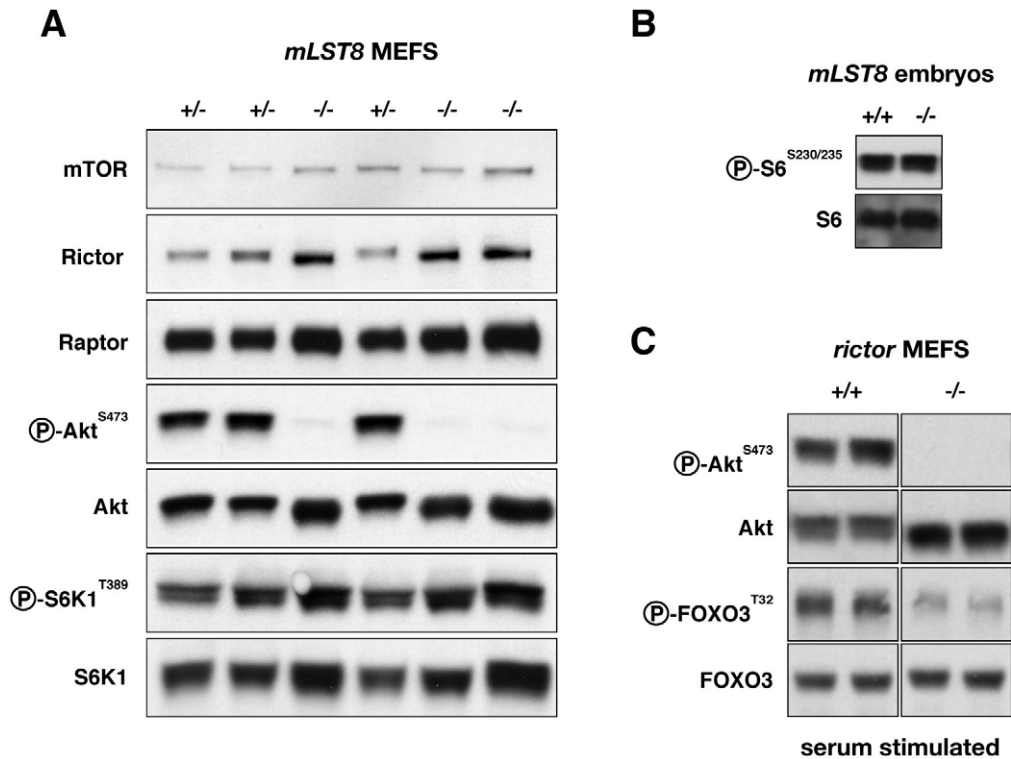 A
mLST8 MEFS
+/- +/- -/- +/- -/- -/-
mTOR
Rictor
Raptor
Ⓟ-Akt S473
Akt
Ⓟ-S6K1 T389
S6K1
B
mLST8 embryos
+/+ -/-
Ⓟ-S6 S230/235
S6
C
rictor MEFS
+/+ -/-
Ⓟ-Akt S473
Akt
Ⓟ-FOXO3 T32
FOXO3
serum stimulated